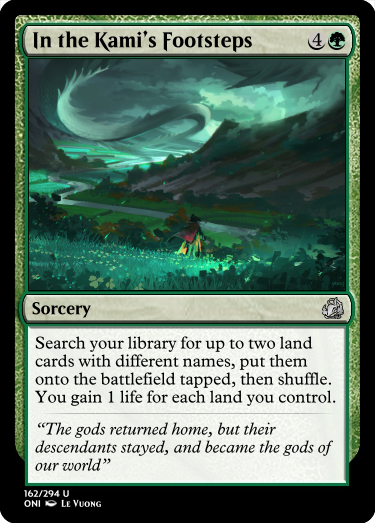 In the Kami's Footsteps 4
Sorcery
Search your library for up to two land
cards with different names, put them
onto the battlefield tapped, then shuffle.
You gain 1 life for each land you control.
“The gods returned home, but their
descendants stayed, and became the gods of
our world”
162/294 U
ONI Le Vuong